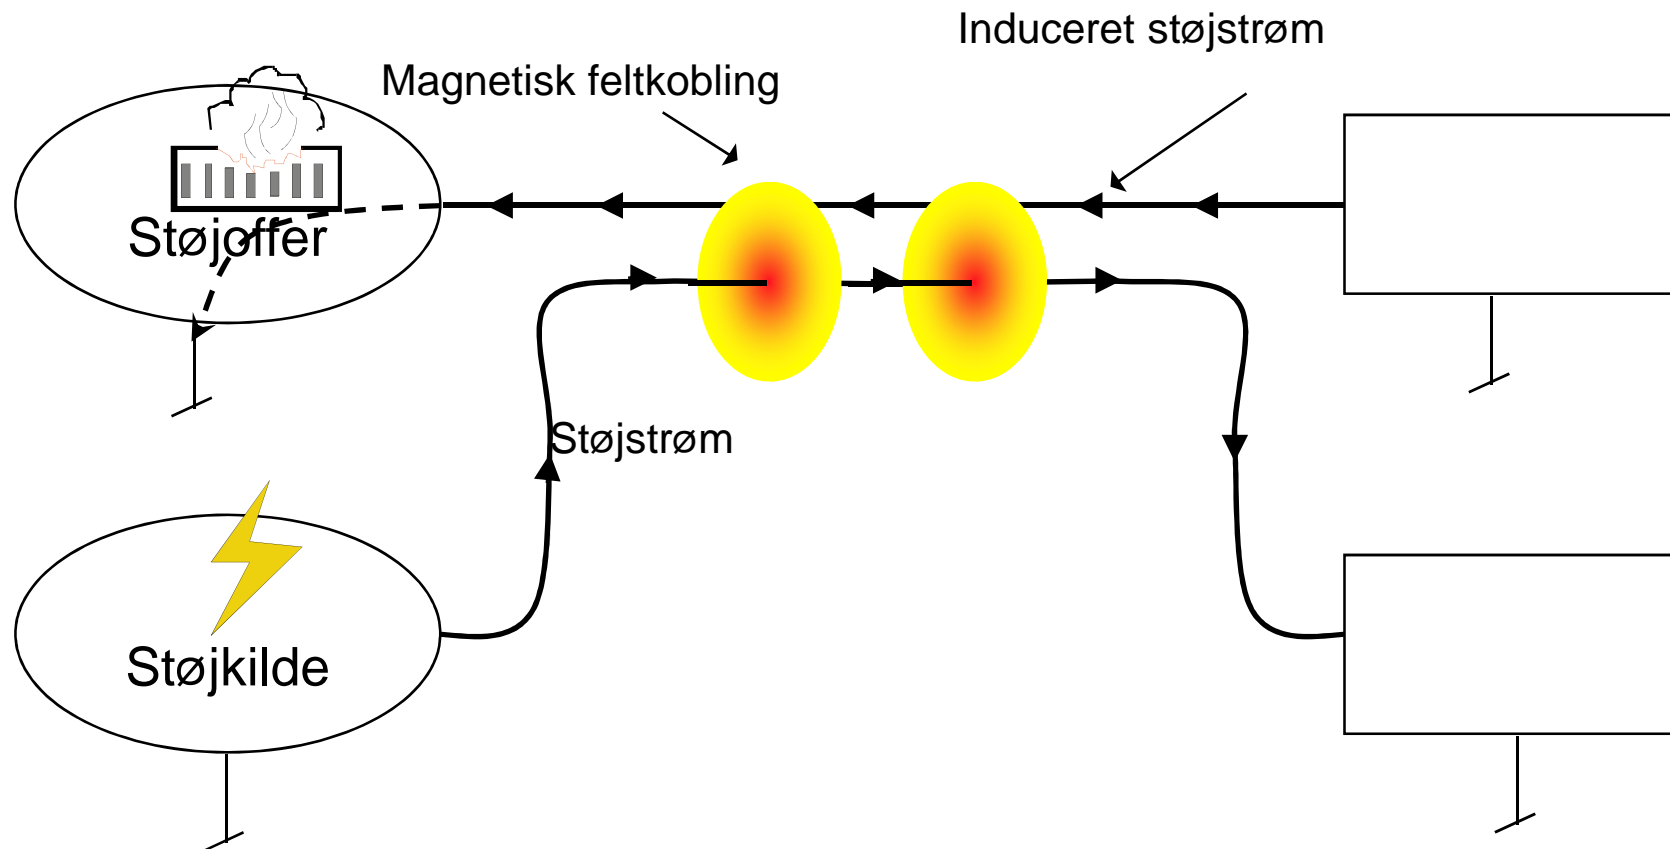 Induceret støjstrøm
Magnetisk feltkobling
Støjoffer
Støjstrøm
Støjkilde